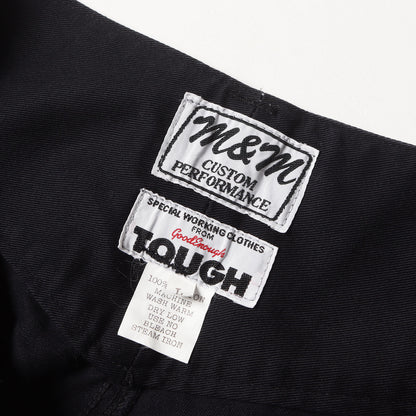 M&M
CUSTOM
PERFORMANCE
SPECIAL WORKING CLOTHES
FROM
GoodEnough
TOUGH
100%
MACHINE
WASH WARM
DRY LOW
USE NO
BLEACH
STEAM IRON